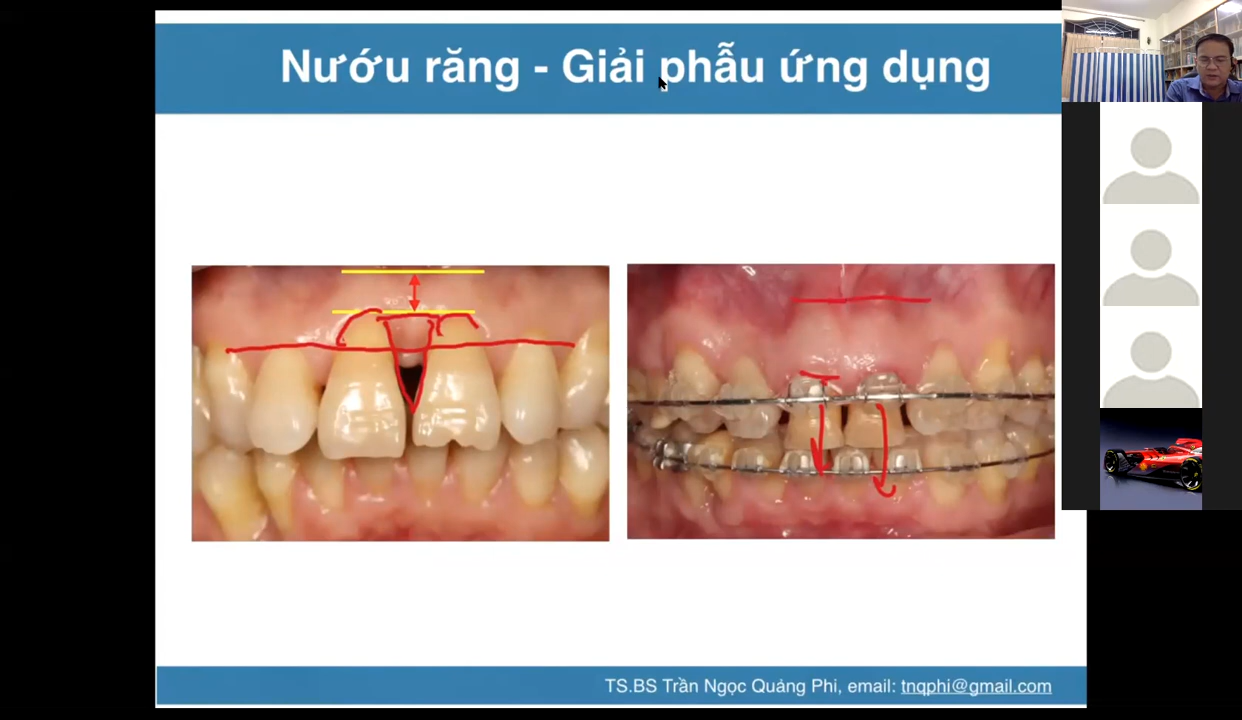 Nướu răng - Giải phẫu ứng dụng
TS.BS Trần Ngọc Quảng Phi, email: tnqphi@gmail.com